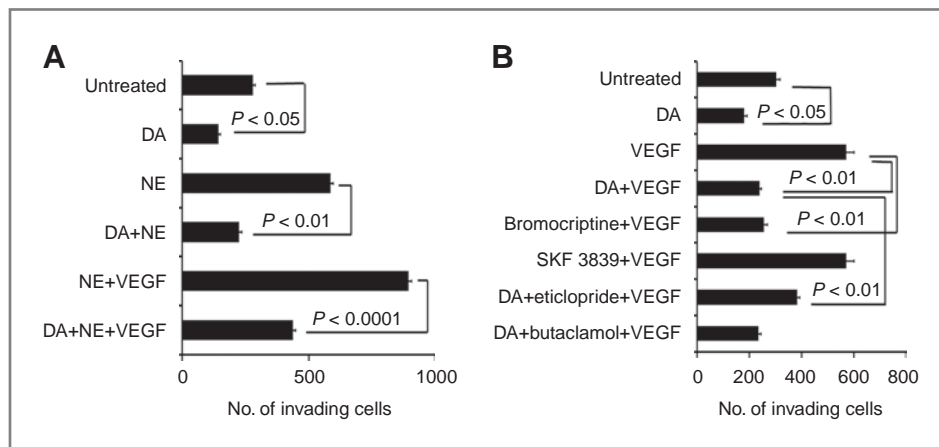 A
Untreated
P < 0.05
DA
NE
P < 0.01
DA+NE
NE+VEGF
P < 0.0001
DA+NE+VEGF
0 500 1000
No. of invading cells
B
Untreated
P < 0.05
DA
VEGF
P < 0.01
DA+VEGF
P < 0.01
Bromocriptine+VEGF
SKF 3839+VEGF
P < 0.01
DA+eticlopride+VEGF
DA+butaclamol+VEGF
0 200 400 600 800
No. of invading cells